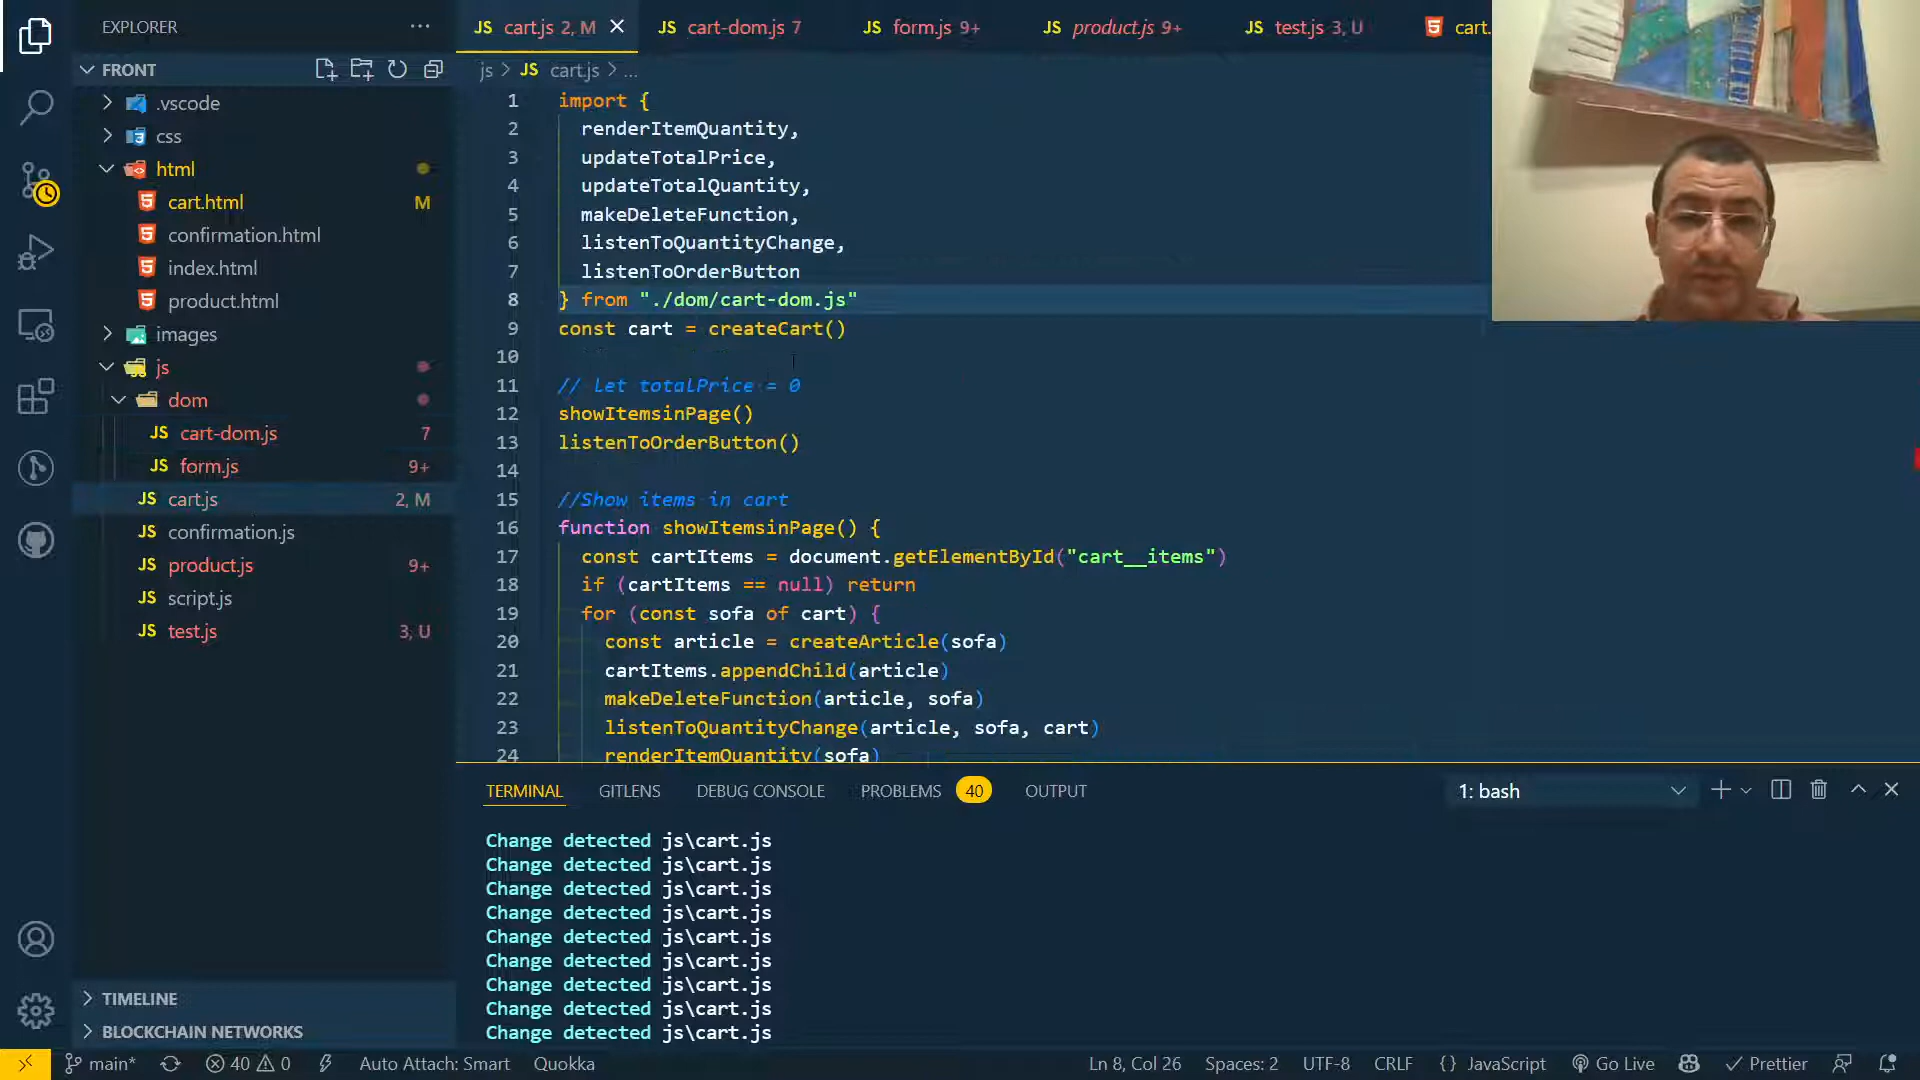 EXPLORER
FRONT
.vscode
css
html
cart.html M
confirmation.html
index.html
product.html
images
js
dom
JS cart-dom.js 7
JS form.js 9+
JS cart.js 2, M
JS confirmation.js
JS product.js 9+
JS script.js
JS test.js 3, U
TIMELINE
BLOCKCHAIN NETWORKS
JS cart.js 2, M
JS cart-dom.js 7
JS form.js 9+
JS product.js 9+
JS test.js 3, U
cart.
js > JS cart.js > ...
1 import {
2 renderItemQuantity,
3 updateTotalPrice,
4 updateTotalQuantity,
5 makeDeleteFunction,
6 listenToQuantityChange,
7 listenToOrderButton
8 } from "./dom/cart-dom.js"
9 const cart = createCart()
10
11 // Let totalPrice = 0
12 showItemsinPage()
13 listenToOrderButton()
14
15 //Show items in cart
16 function showItemsinPage() {
17 const cartItems = document.getElementById("cart__items")
18 if (cartItems == null) return
19 for (const sofa of cart) {
20 const article = createArticle(sofa)
21 cartItems.appendChild(article)
22 makeDeleteFunction(article, sofa)
23 listenToQuantityChange(article, sofa, cart)
24 renderItemQuantity(sofa)
TERMINAL GITLENS DEBUG CONSOLE PROBLEMS 40 OUTPUT
1: bash
Change detected js\cart.js
Change detected js\cart.js
Change detected js\cart.js
Change detected js\cart.js
Change detected js\cart.js
Change detected js\cart.js
Change detected js\cart.js
Change detected js\cart.js
Change detected js\cart.js
main* 40 0 Auto Attach: Smart Quokka Ln 8, Col 26 Spaces: 2 UTF-8 CRLF {} JavaScript Go Live Prettier